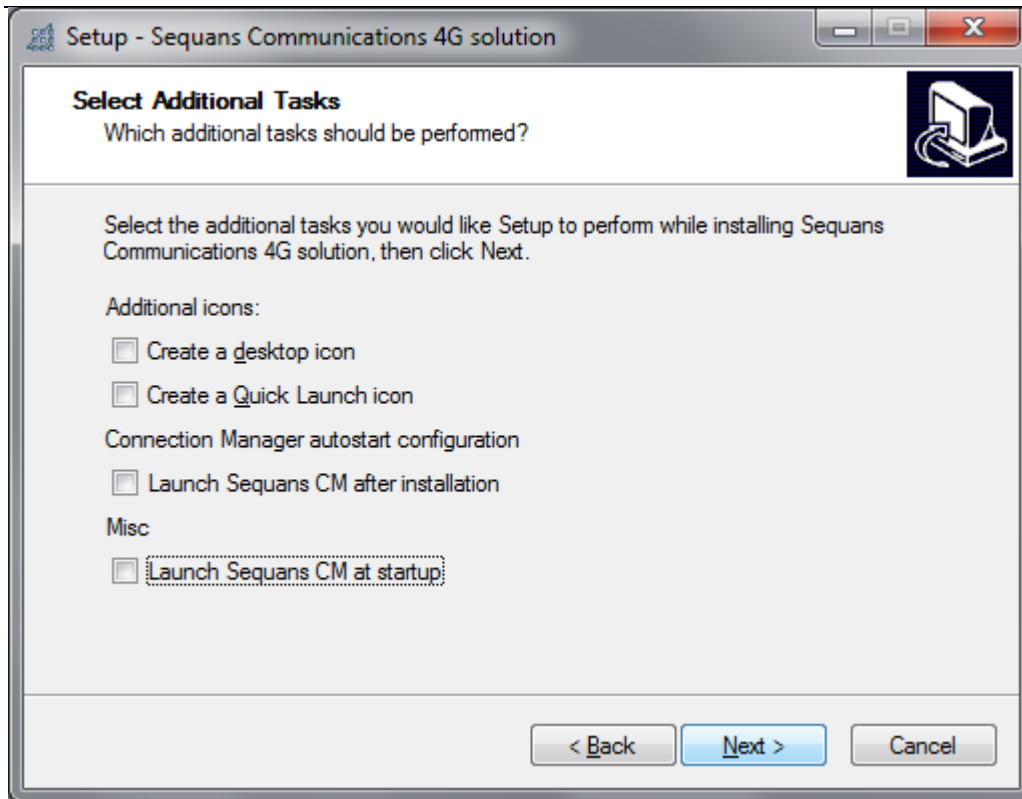 Setup - Sequans Communications 4G solution
Select Additional Tasks
Which additional tasks should be performed?
Select the additional tasks you would like Setup to perform while installing Sequans
Communications 4G solution, then click Next.
Additional icons:
Create a desktop icon
Create a Quick Launch icon
Connection Manager autostart configuration
Launch Sequans CM after installation
Misc
Launch Sequans CM at startup
< Back Next > Cancel